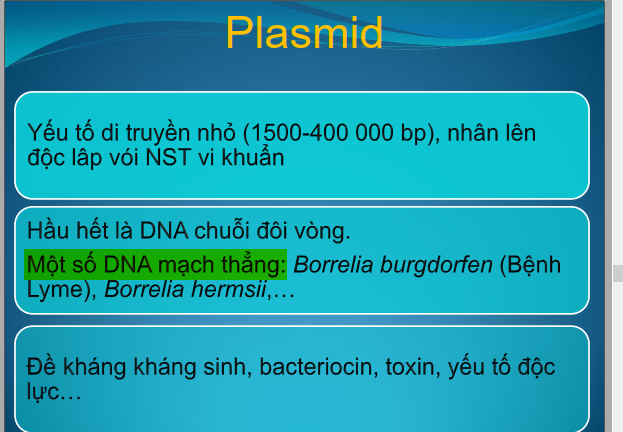 Plasmid
Yếu tố di truyền nhỏ (1500-400 000 bp), nhân lên
độc lâp vói NST vi khuẩn
Hầu hết là DNA chuỗi đôi vòng.
Một số DNA mạch thẳng: Borrelia burgdorfen (Bệnh
Lyme), Borrelia hermsii,…
Đề kháng kháng sinh, bacteriocin, toxin, yếu tố độc
lực…